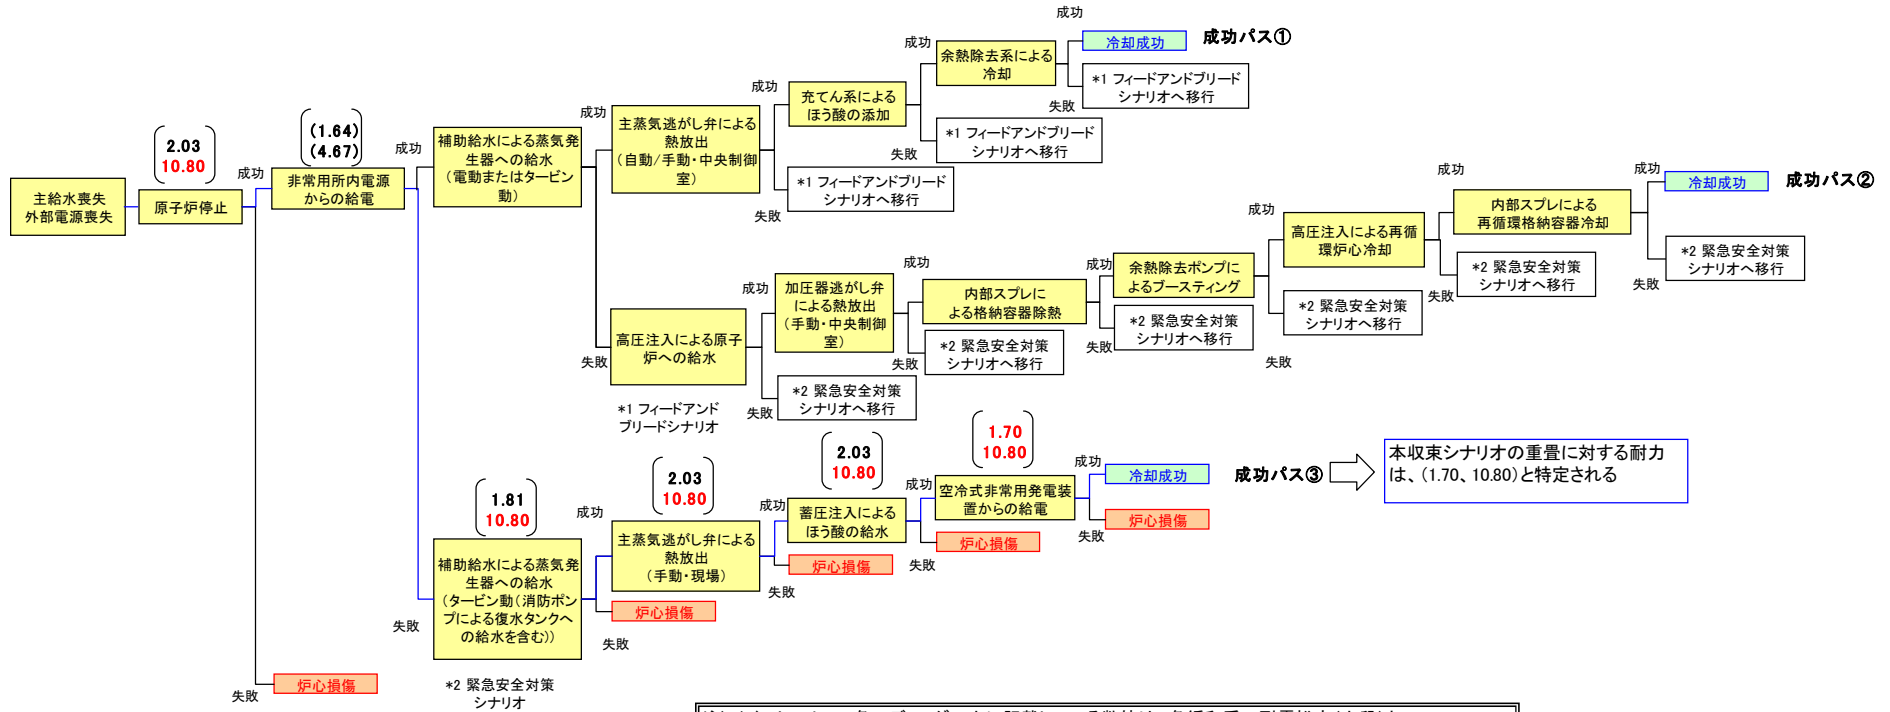 成功
冷却成功
成功パス①
成功
余熱除去系による
冷却
*1 フィードアンドブリード
シナリオへ移行
失敗
成功
充てん系による
ほう酸の添加
*1 フィードアンドブリード
シナリオへ移行
失敗
成功
主蒸気逃がし弁による
熱放出
(自動/手動・中央制御
室)
*1 フィードアンドブリード
シナリオへ移行
失敗
2.03
10.80
(1.64)
(4.67)
主給水喪失
外部電源喪失
原子炉停止
成功
非常用所内電源
からの給電
成功
補助給水による蒸気発
生器への給水
(電動またはタービン
動)
成功
冷却成功
成功パス②
成功
内部スプレによる
再循環格納容器冷却
*2 緊急安全対策
シナリオへ移行
失敗
成功
高圧注入による再循
環炉心冷却
*2 緊急安全対策
シナリオへ移行
失敗
成功
余熱除去ポンプに
よるブースティング
*2 緊急安全対策
シナリオへ移行
失敗
成功
内部スプレに
よる格納容器除熱
*2 緊急安全対策
シナリオへ移行
失敗
成功
加圧器逃がし弁
による熱放出
(手動・中央制御
室)
*2 緊急安全対策
シナリオへ移行
失敗
失敗
高圧注入による原子
炉への給水
*2 緊急安全対策
シナリオへ移行
失敗
*1 フィードアンド
ブリードシナリオ
1.81
10.80
2.03
10.80
2.03
10.80
1.70
10.80
成功
冷却成功
成功パス③
本収束シナリオの重畳に対する耐力
は、(1.70、10.80)と特定される
成功
空冷式非常用発電装
置からの給電
炉心損傷
失敗
成功
蓄圧注入による
ほう酸の給水
炉心損傷
失敗
成功
主蒸気逃がし弁による
熱放出
(手動・現場)
炉心損傷
失敗
補助給水による蒸気発
生器への給水
(タービン動(消防ポン
プによる復水タンクへ
の給水を含む))
炉心損傷
失敗
失敗
*2 緊急安全対策
シナリオ
炉心損傷
失敗